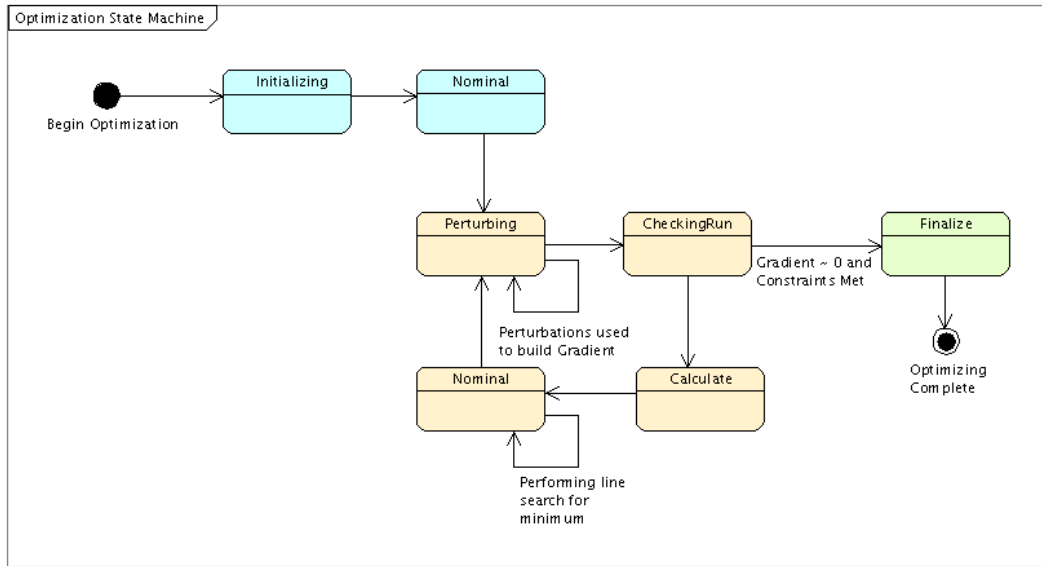 Optimization State Machine
Initializing
Nominal
Begin Optimization
Perturbing
CheckingRun
Finalize
Gradient ~ 0 and
Constraints Met
Perturbations used
to build Gradient
Nominal
Calculate
Optimizing
Complete
Performing line
search for
minimum